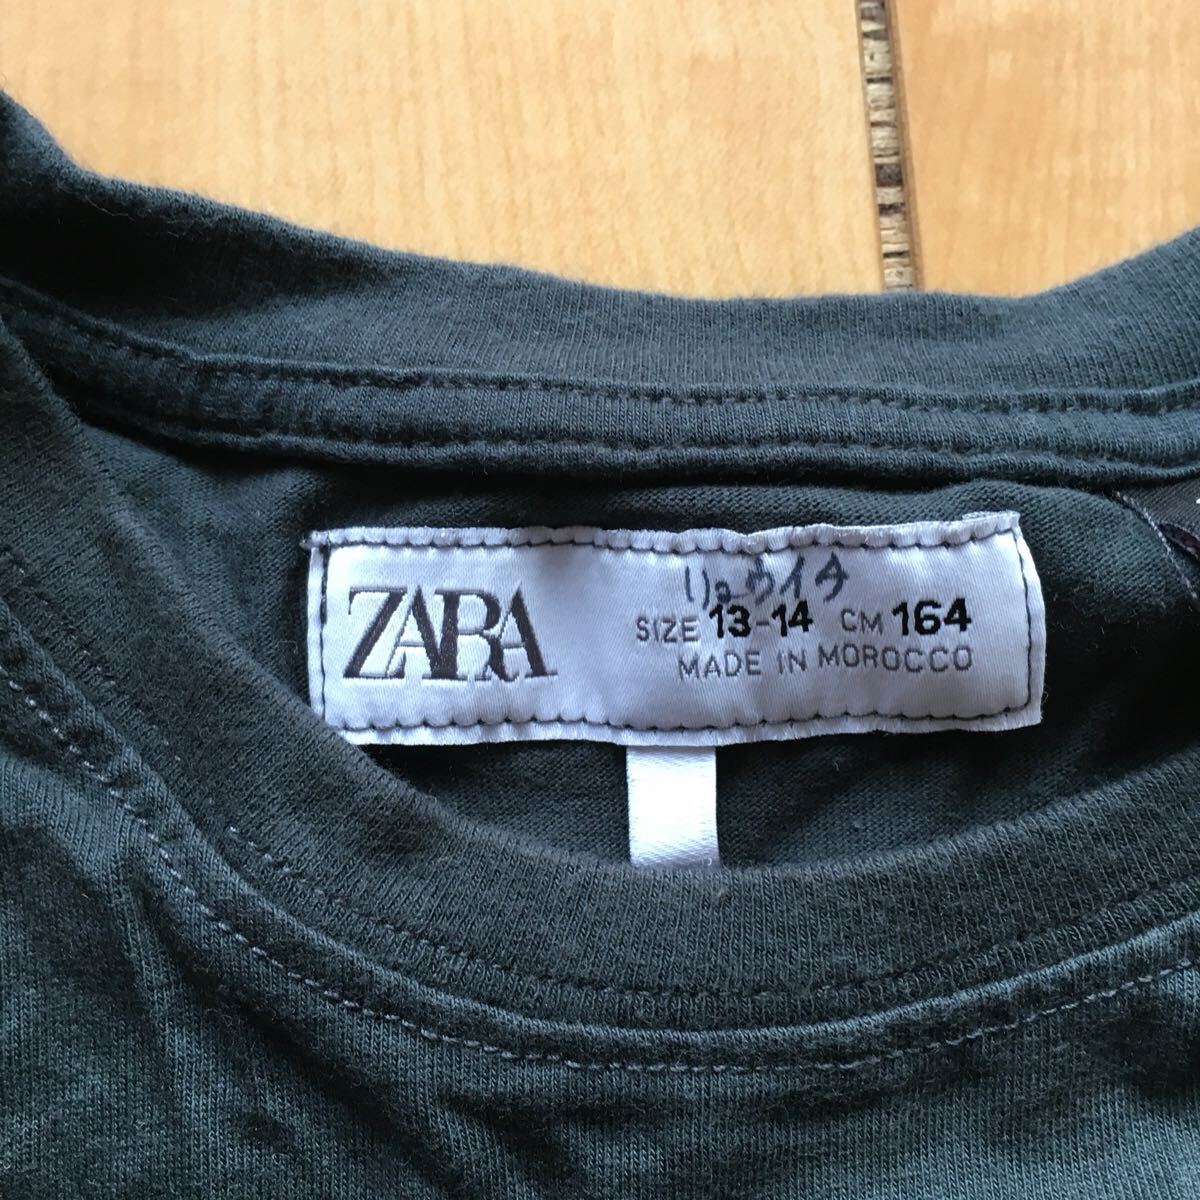 ZARA
SIZE 13-14 CM 164
MADE IN MOROCCO